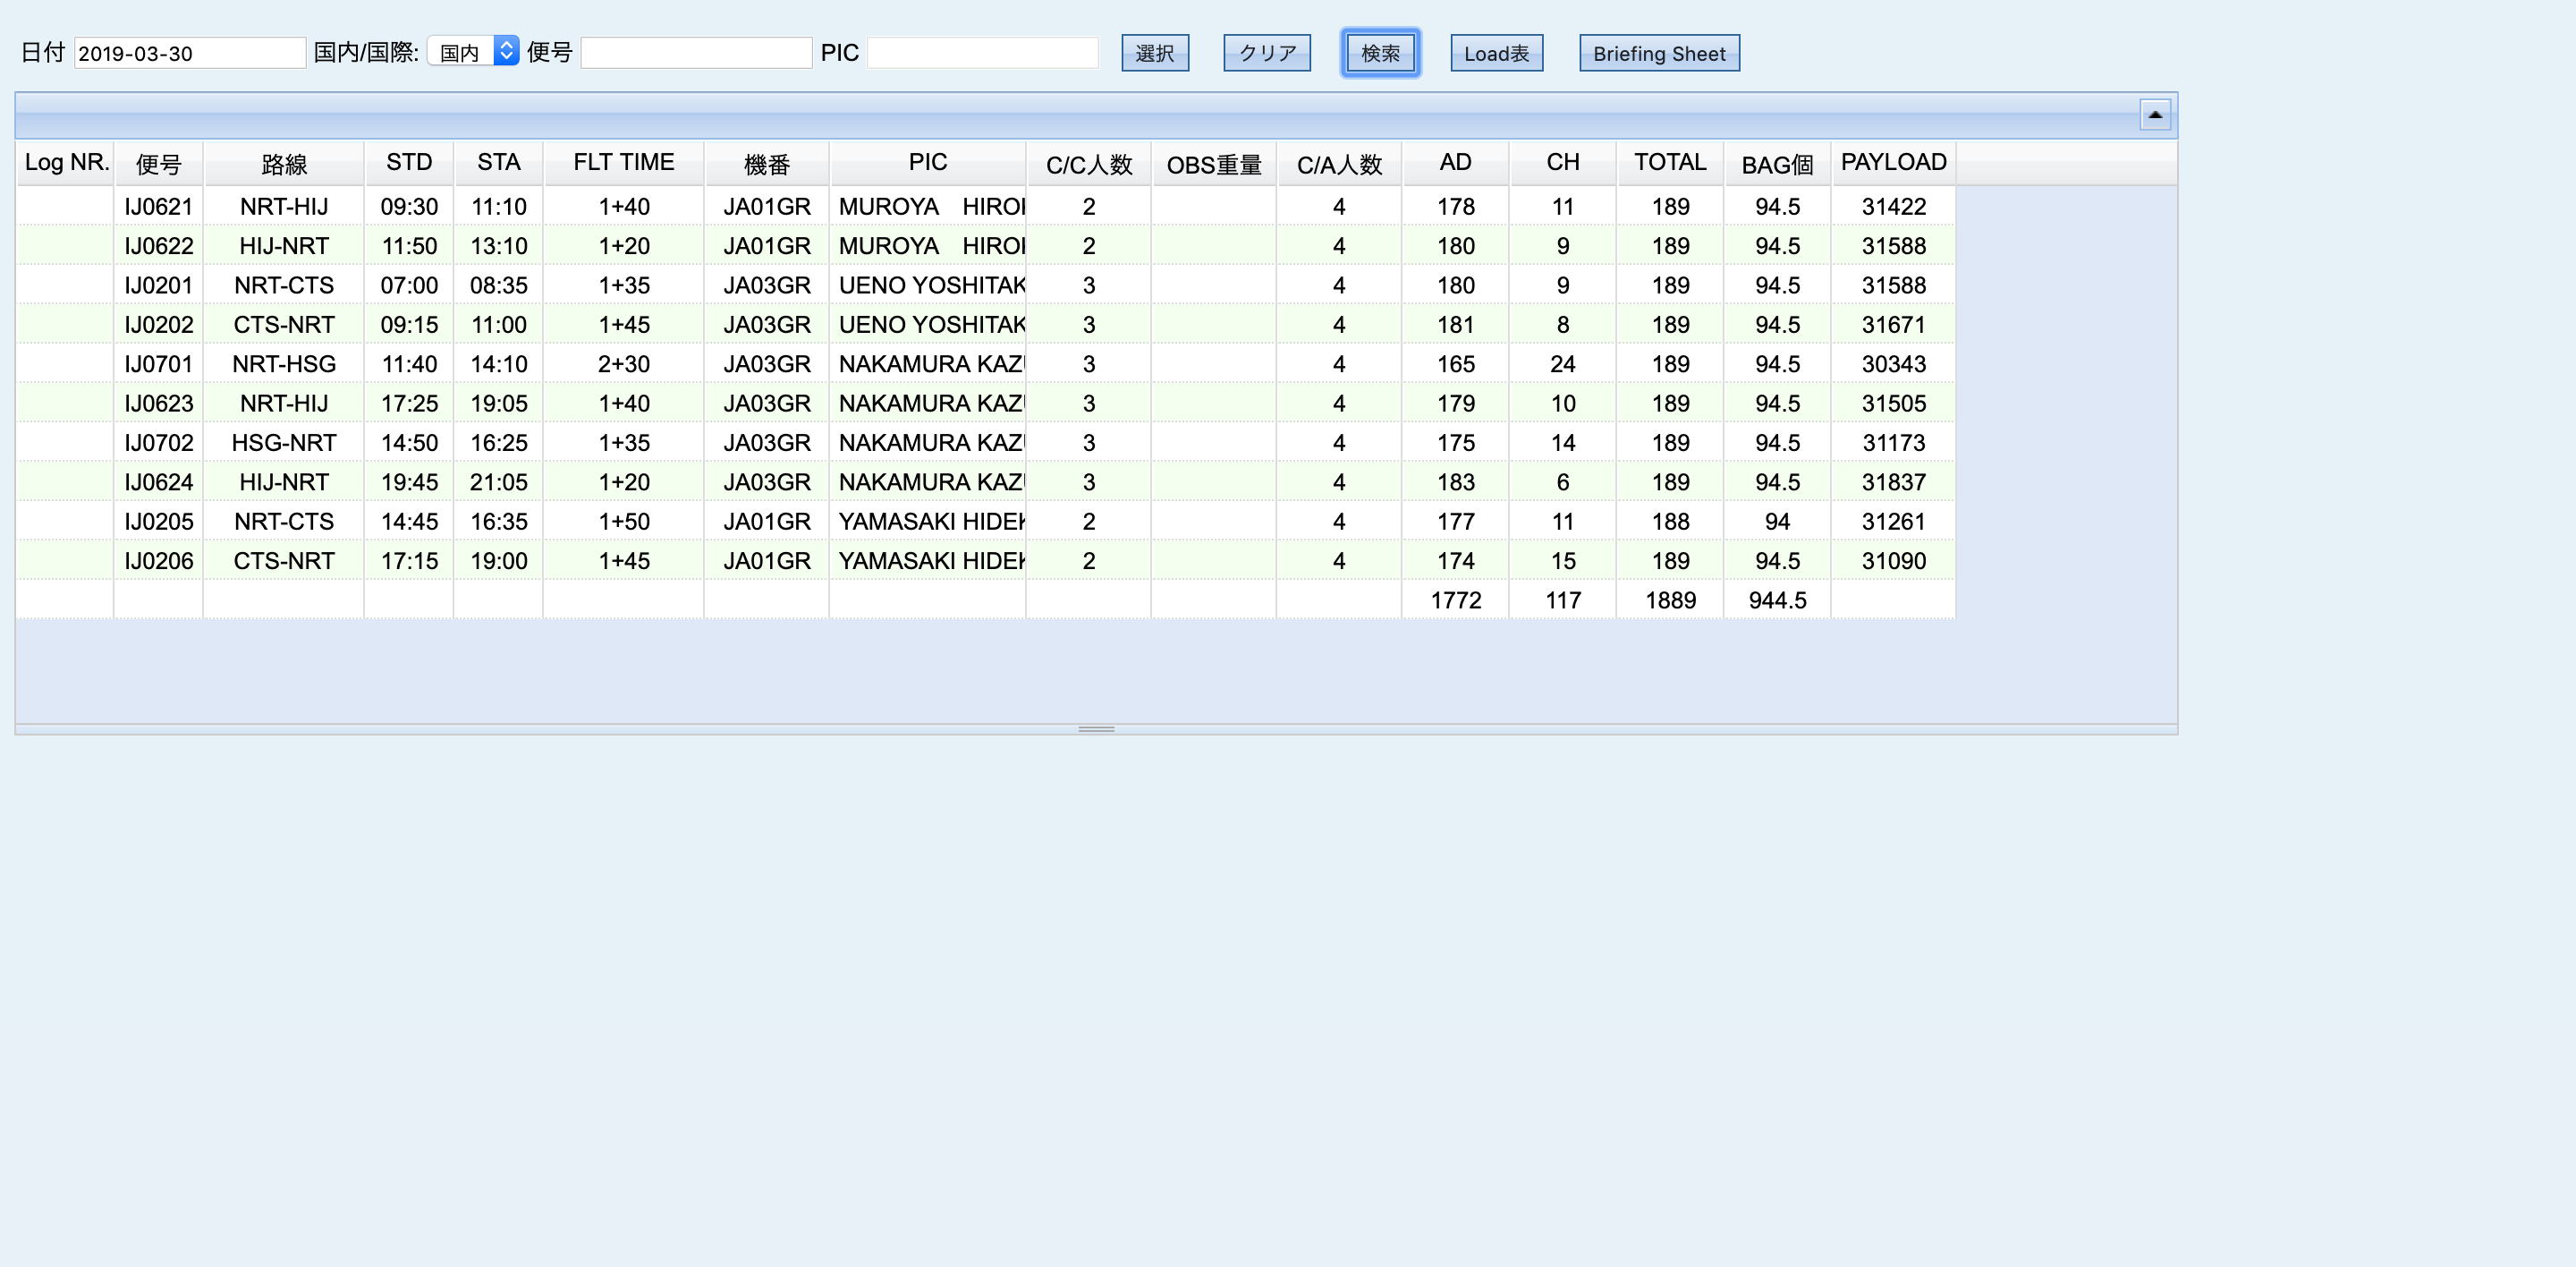 日付 2019-03-30 国内/国際: 国内 便号 PIC 選択 クリア 検索 Load表 Briefing Sheet
Log NR. 便号 路線 STD STA FLT TIME 機番 PIC C/C人数 OBS重量 C/A人数 AD CH TOTAL BAG個 PAYLOAD
IJ0621 NRT-HIJ 09:30 11:10 1+40 JA01GR MUROYA　HIROK 2 4 178 11 189 94.5 31422
IJ0622 HIJ-NRT 11:50 13:10 1+20 JA01GR MUROYA　HIROK 2 4 180 9 189 94.5 31588
IJ0201 NRT-CTS 07:00 08:35 1+35 JA03GR UENO YOSHITAK 3 4 180 9 189 94.5 31588
IJ0202 CTS-NRT 09:15 11:00 1+45 JA03GR UENO YOSHITAK 3 4 181 8 189 94.5 31671
IJ0701 NRT-HSG 11:40 14:10 2+30 JA03GR NAKAMURA KAZU 3 4 165 24 189 94.5 30343
IJ0623 NRT-HIJ 17:25 19:05 1+40 JA03GR NAKAMURA KAZU 3 4 179 10 189 94.5 31505
IJ0702 HSG-NRT 14:50 16:25 1+35 JA03GR NAKAMURA KAZU 3 4 175 14 189 94.5 31173
IJ0624 HIJ-NRT 19:45 21:05 1+20 JA03GR NAKAMURA KAZU 3 4 183 6 189 94.5 31837
IJ0205 NRT-CTS 14:45 16:35 1+50 JA01GR YAMASAKI HIDEK 2 4 177 11 188 94 31261
IJ0206 CTS-NRT 17:15 19:00 1+45 JA01GR YAMASAKI HIDEK 2 4 174 15 189 94.5 31090
1772 117 1889 944.5